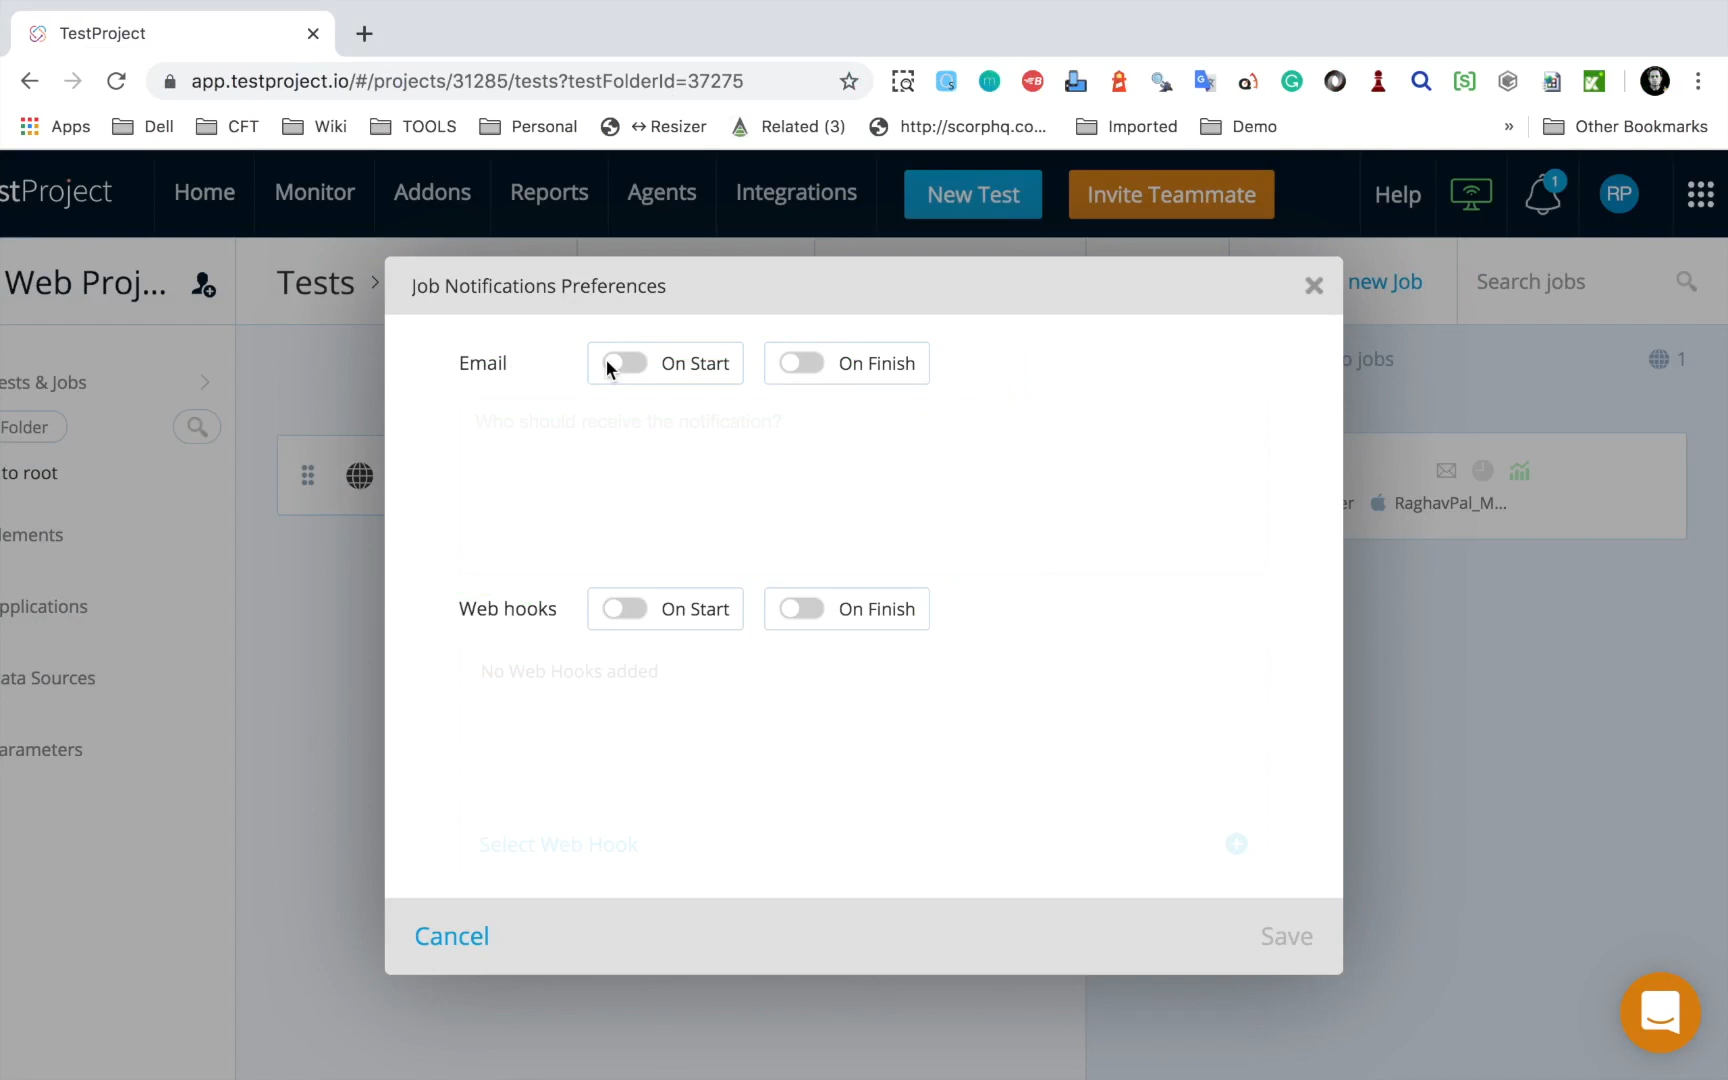 TestProject
app.testproject.io/#/projects/31285/tests?testFolderId=37275
Apps Dell CFT Wiki TOOLS Personal ↔Resizer Related (3) http://scorphq.co... Imported Demo » Other Bookmarks
stProject Home Monitor Addons Reports Agents Integrations New Test Invite Teammate Help 1 RP
Web Proj... Tests > new Job Search jobs
Job Notifications Preferences
Email On Start On Finish
o jobs 1
ests & Jobs
Folder
Who should receive the notification?
to root
er RaghavPal_M...
lements
pplications
Web hooks On Start On Finish
ata Sources
No Web Hooks added
arameters
Select Web Hook
Cancel Save